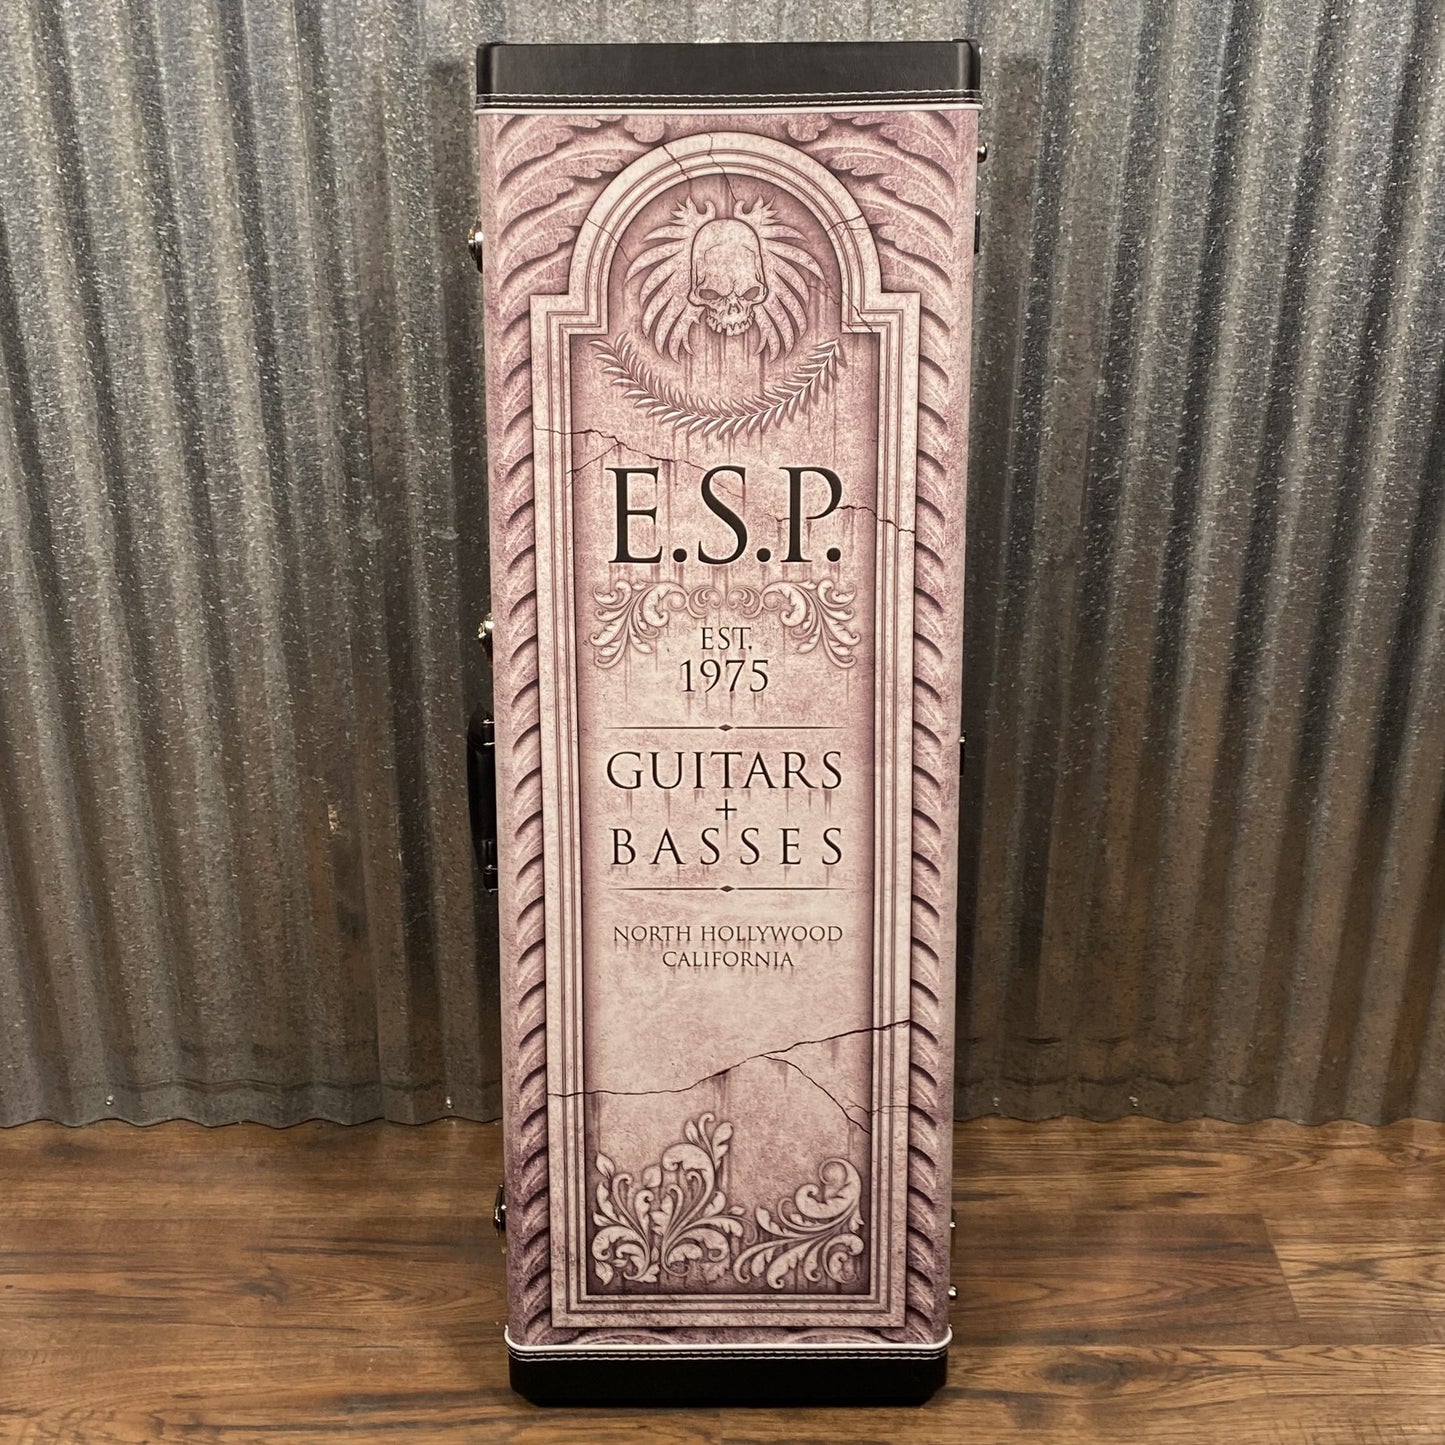 E.S.P.
EST.
1975
GUITARS
+
BASSES
NORTH HOLLYWOOD
CALIFORNIA